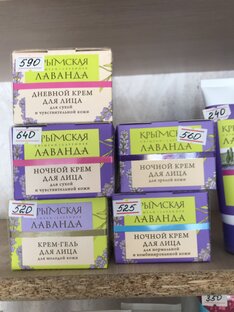 590
КРЫМСКАЯ
ЛАВАНДА
ДНЕВНОЙ КРЕМ
ДЛЯ ЛИЦА
для сухой
и чувствительной кожи
640
КРЫМСКАЯ
ЛАВАНДА
НОЧНОЙ КРЕМ
ДЛЯ ЛИЦА
для сухой
и чувствительной кожи
560
КРЫМСКАЯ
ЛАВАНДА
НОЧНОЙ КРЕМ
ДЛЯ ЛИЦА
для зрелой кожи
240
520
КРЫМСКАЯ
ЛАВАНДА
КРЕМ-ГЕЛЬ
ДЛЯ ЛИЦА
для молодой кожи
525
КРЫМСКАЯ
ЛАВАНДА
НОЧНОЙ КРЕМ
ДЛЯ ЛИЦА
для нормальной
и комбинированной кожи